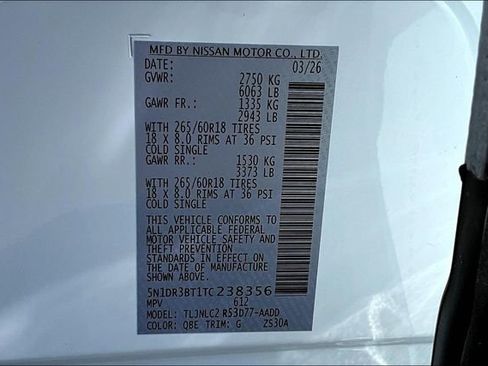 MFD BY NISSAN MOTOR CO., LTD.
DATE: 03/26
GVWR: 2750 KG
6063 LB
GAWR FR.: 1335 KG
2943 LB
WITH 265/60R18 TIRES
18 X 8.0 RIMS AT 36 PSI
COLD SINGLE
GAWR RR.: 1530 KG
3373 LB
WITH 265/60R18 TIRES
18 X 8.0 RIMS AT 36 PSI
COLD SINGLE
THIS VEHICLE CONFORMS TO
ALL APPLICABLE FEDERAL
MOTOR VEHICLE SAFETY AND
THEFT PREVENTION
STANDARDS IN EFFECT ON
THE DATE OF MANUFACTURE
SHOWN ABOVE.
5N1DR3BT1TC238356
MPV 612
MODEL: TLJNLC2 R53D77-AADD
COLOR: QBE TRIM: G ZS30A